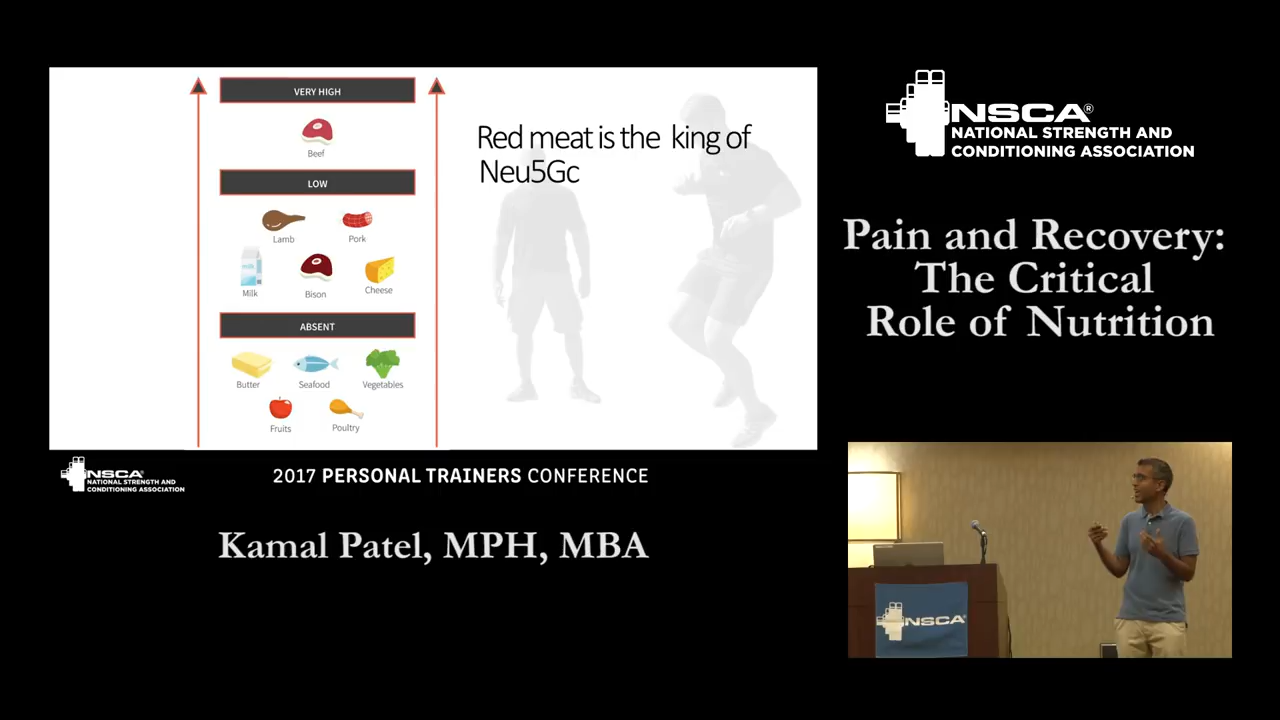 VERY HIGH
Beef
LOW
Lamb
Pork
Milk
Bison
Cheese
ABSENT
Butter
Seafood
Vegetables
Fruits
Poultry
Red meat is the king of
Neu5Gc
NSCA®
NATIONAL STRENGTH AND
CONDITIONING ASSOCIATION
Pain and Recovery:
The Critical
Role of Nutrition
NSCA®
NATIONAL STRENGTH AND
CONDITIONING ASSOCIATION
2017 PERSONAL TRAINERS CONFERENCE
Kamal Patel, MPH, MBA
NSCA